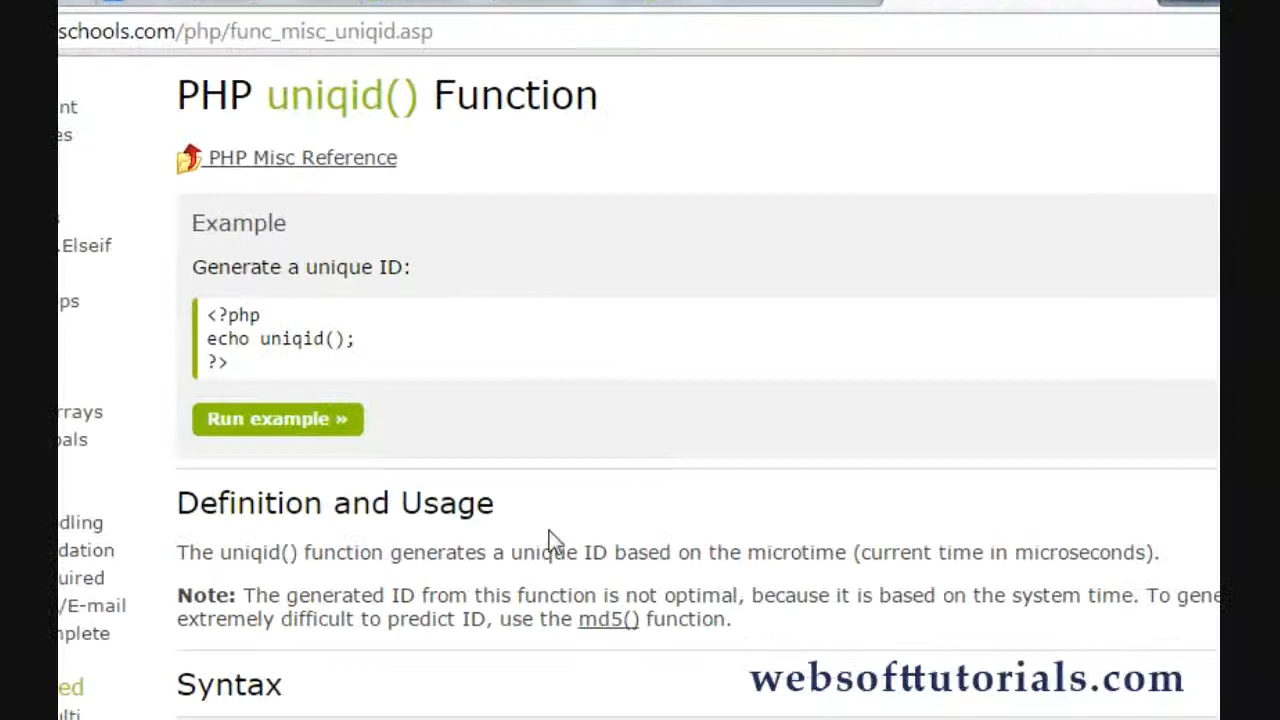 schools.com/php/func_misc_uniqid.asp
PHP uniqid() Function
PHP Misc Reference
Example
Generate a unique ID:
<?php
echo uniqid();
?>
Run example »
Definition and Usage
The uniqid() function generates a unique ID based on the microtime (current time in microseconds).
Note: The generated ID from this function is not optimal, because it is based on the system time. To gene
extremely difficult to predict ID, use the md5() function.
Syntax
websofttutorials.com
nt
es
.Elseif
ps
rrays
bals
dling
dation
uired
/E-mail
mplete
ed
ulti